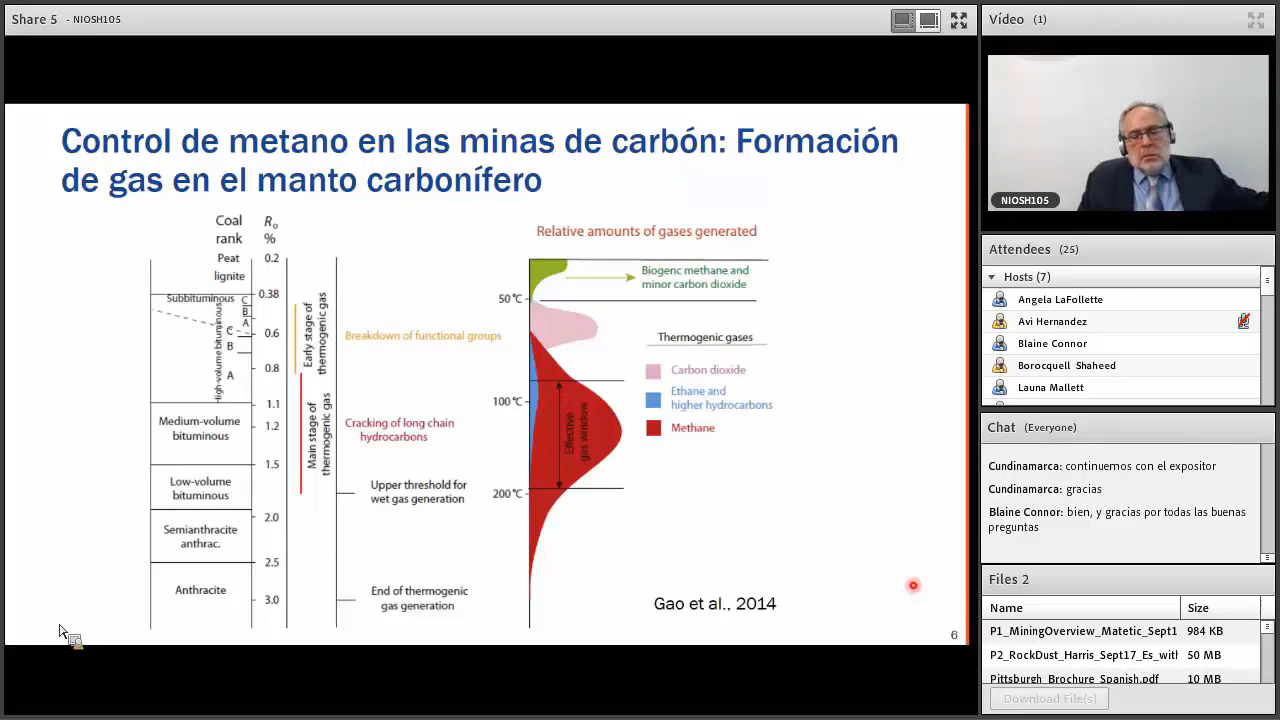 Share 5 - NIOSH105
Control de metano en las minas de carbón: Formación
de gas en el manto carbonífero
Coal
rank
Ro
%
Peat
lignite
Subbituminous
C
B
A
High-volume bituminous
C
B
A
Medium-volume
bituminous
Low-volume
bituminous
Semianthracite
anthrac.
Anthracite
0.2
0.38
0.6
0.8
1.1
1.2
1.5
2.0
2.5
3.0
Early stage of
thermogenic gas
Main stage of
thermogenic gas
Breakdown of functional groups
Cracking of long chain
hydrocarbons
Upper threshold for
wet gas generation
End of thermogenic
gas generation
Relative amounts of gases generated
50°C
100°C
200°C
Effective
gas window
Biogenc methane and
minor carbon dioxide
Thermogenic gases
Carbon dioxide
Ethane and
higher hydrocarbons
Methane
Gao et al., 2014
6
Vídeo (1)
NIOSH105
Attendees (25)
Hosts (7)
Angela LaFollette
Avi Hernandez
Blaine Connor
Borocquell Shaheed
Launa Mallett
Chat (Everyone)
Cundinamarca: continuemos con el expositor
Cundinamarca: gracias
Blaine Connor: bien, y gracias por todas las buenas
preguntas
Files 2
Name Size
P1_MiningOverview_Matetic_Sept1 984 KB
P2_RockDust_Harris_Sept17_Es_with 50 MB
Pittsburgh_Brochure_Spanish.pdf 10 MB
Download File(s)